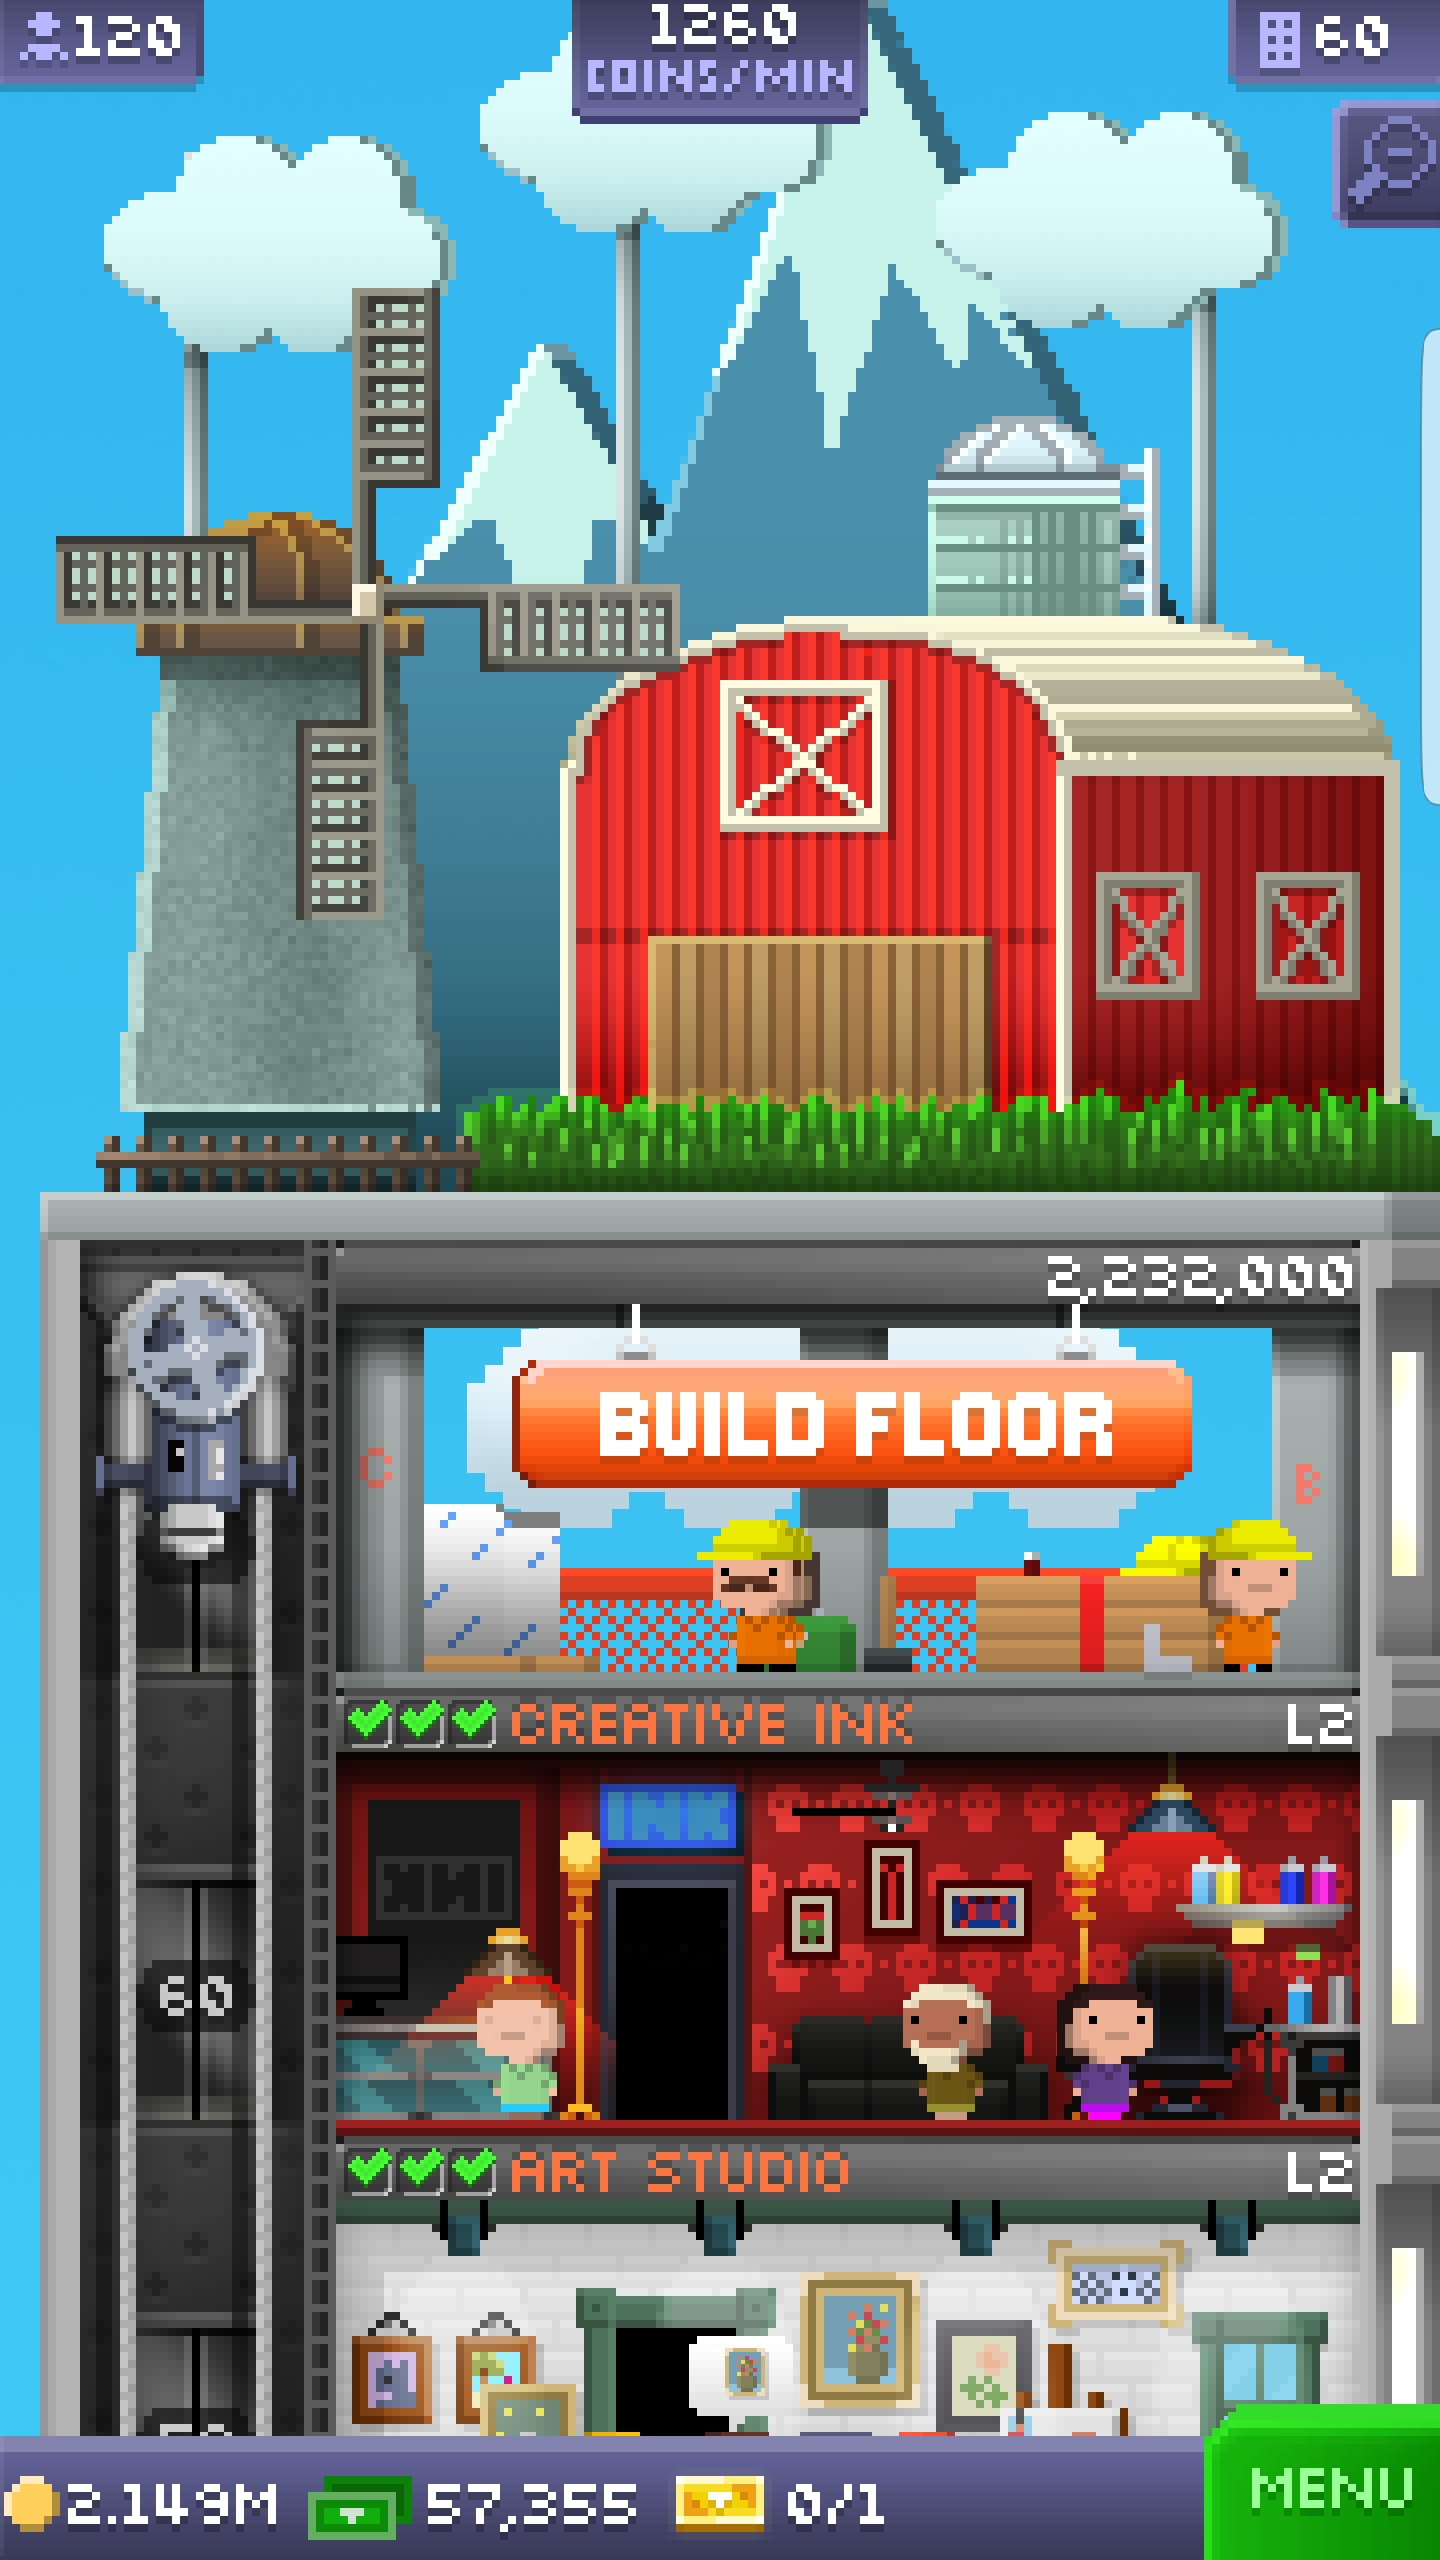 120
1260
COINS/MIN
60
2,232,000
BUILD FLOOR
C
B
CREATIVE INK
L2
INK
INK
60
ART STUDIO
L2
2.149M
57,355
0/1
MENU